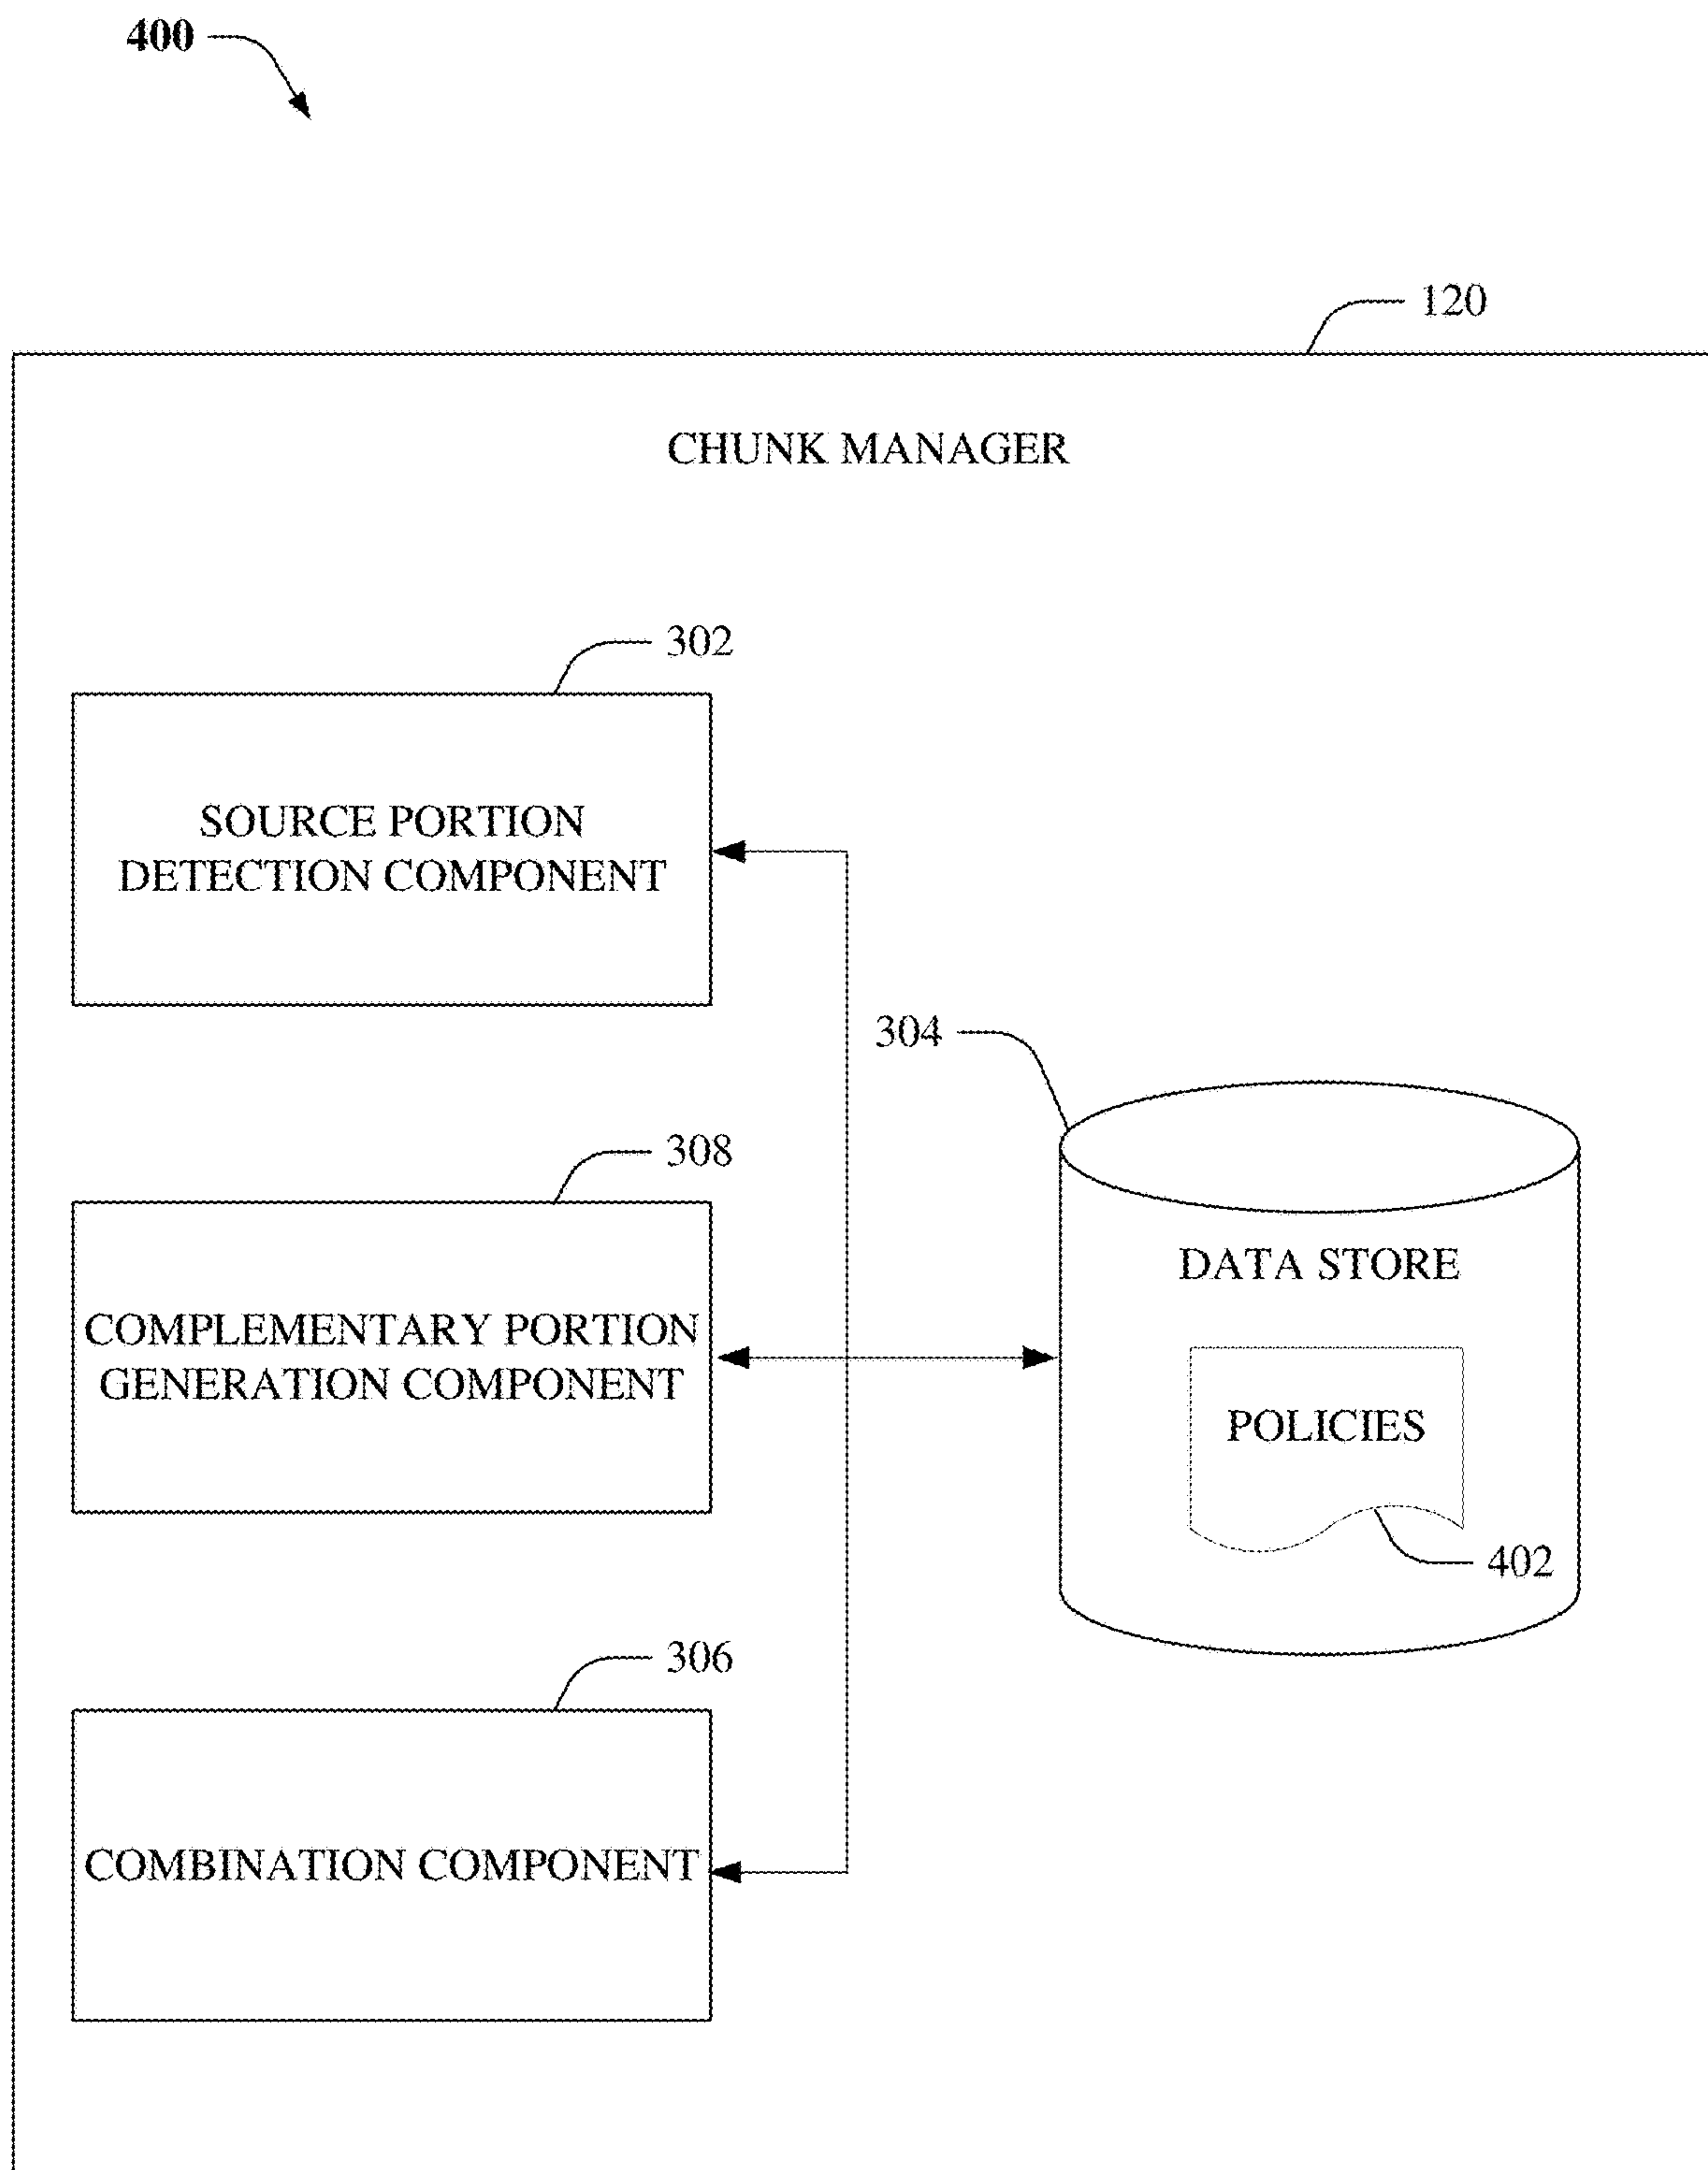 400
120
CHUNK MANAGER
302
SOURCE PORTION
DETECTION COMPONENT
304
308
COMPLEMENTARY PORTION
GENERATION COMPONENT
DATA STORE
POLICIES
402
306
COMBINATION COMPONENT